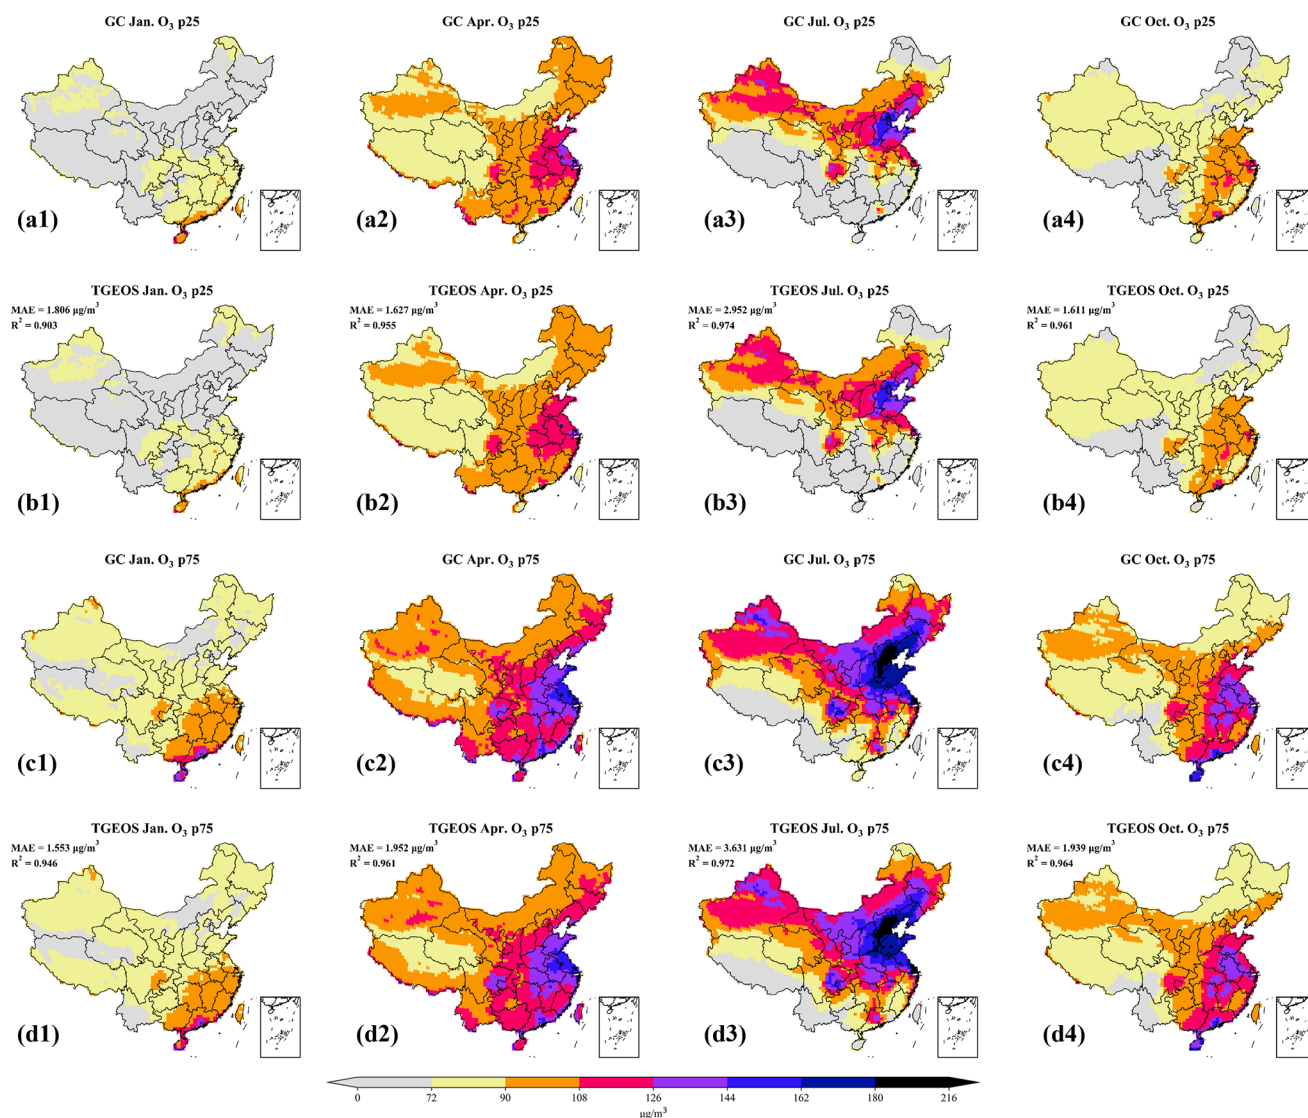 GC Jan. O₃ p25
GC Apr. O₃ p25
GC Jul. O₃ p25
GC Oct. O₃ p25
(a1)
(a2)
(a3)
(a4)
TGEOS Jan. O₃ p25
MAE = 1.806 μg/m³
R² = 0.903
TGEOS Apr. O₃ p25
MAE = 1.627 μg/m³
R² = 0.955
TGEOS Jul. O₃ p25
MAE = 2.952 μg/m³
R² = 0.974
TGEOS Oct. O₃ p25
MAE = 1.611 μg/m³
R² = 0.961
(b1)
(b2)
(b3)
(b4)
GC Jan. O₃ p75
GC Apr. O₃ p75
GC Jul. O₃ p75
GC Oct. O₃ p75
(c1)
(c2)
(c3)
(c4)
TGEOS Jan. O₃ p75
MAE = 1.553 μg/m³
R² = 0.946
TGEOS Apr. O₃ p75
MAE = 1.952 μg/m³
R² = 0.961
TGEOS Jul. O₃ p75
MAE = 3.631 μg/m³
R² = 0.972
TGEOS Oct. O₃ p75
MAE = 1.939 μg/m³
R² = 0.964
(d1)
(d2)
(d3)
(d4)
0 72 90 108 126 144 162 180 216
μg/m³